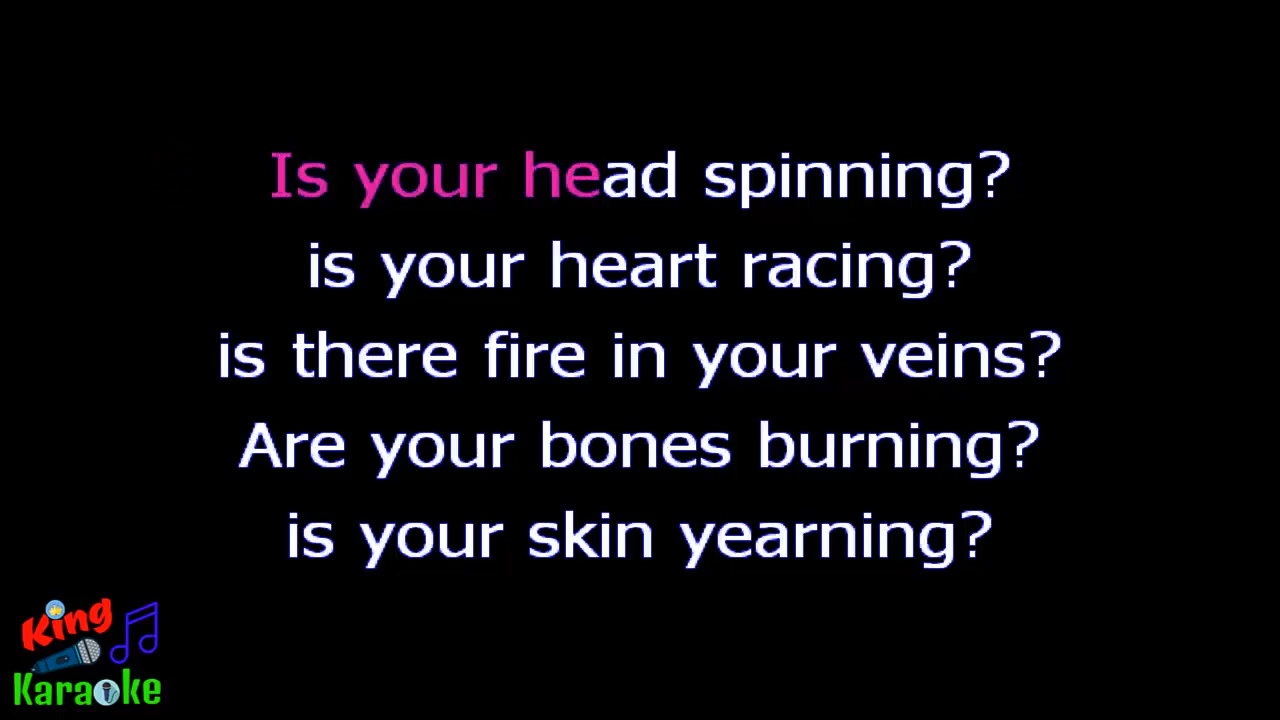 Is your head spinning?
is your heart racing?
is there fire in your veins?
Are your bones burning?
is your skin yearning?
King
Karaoke